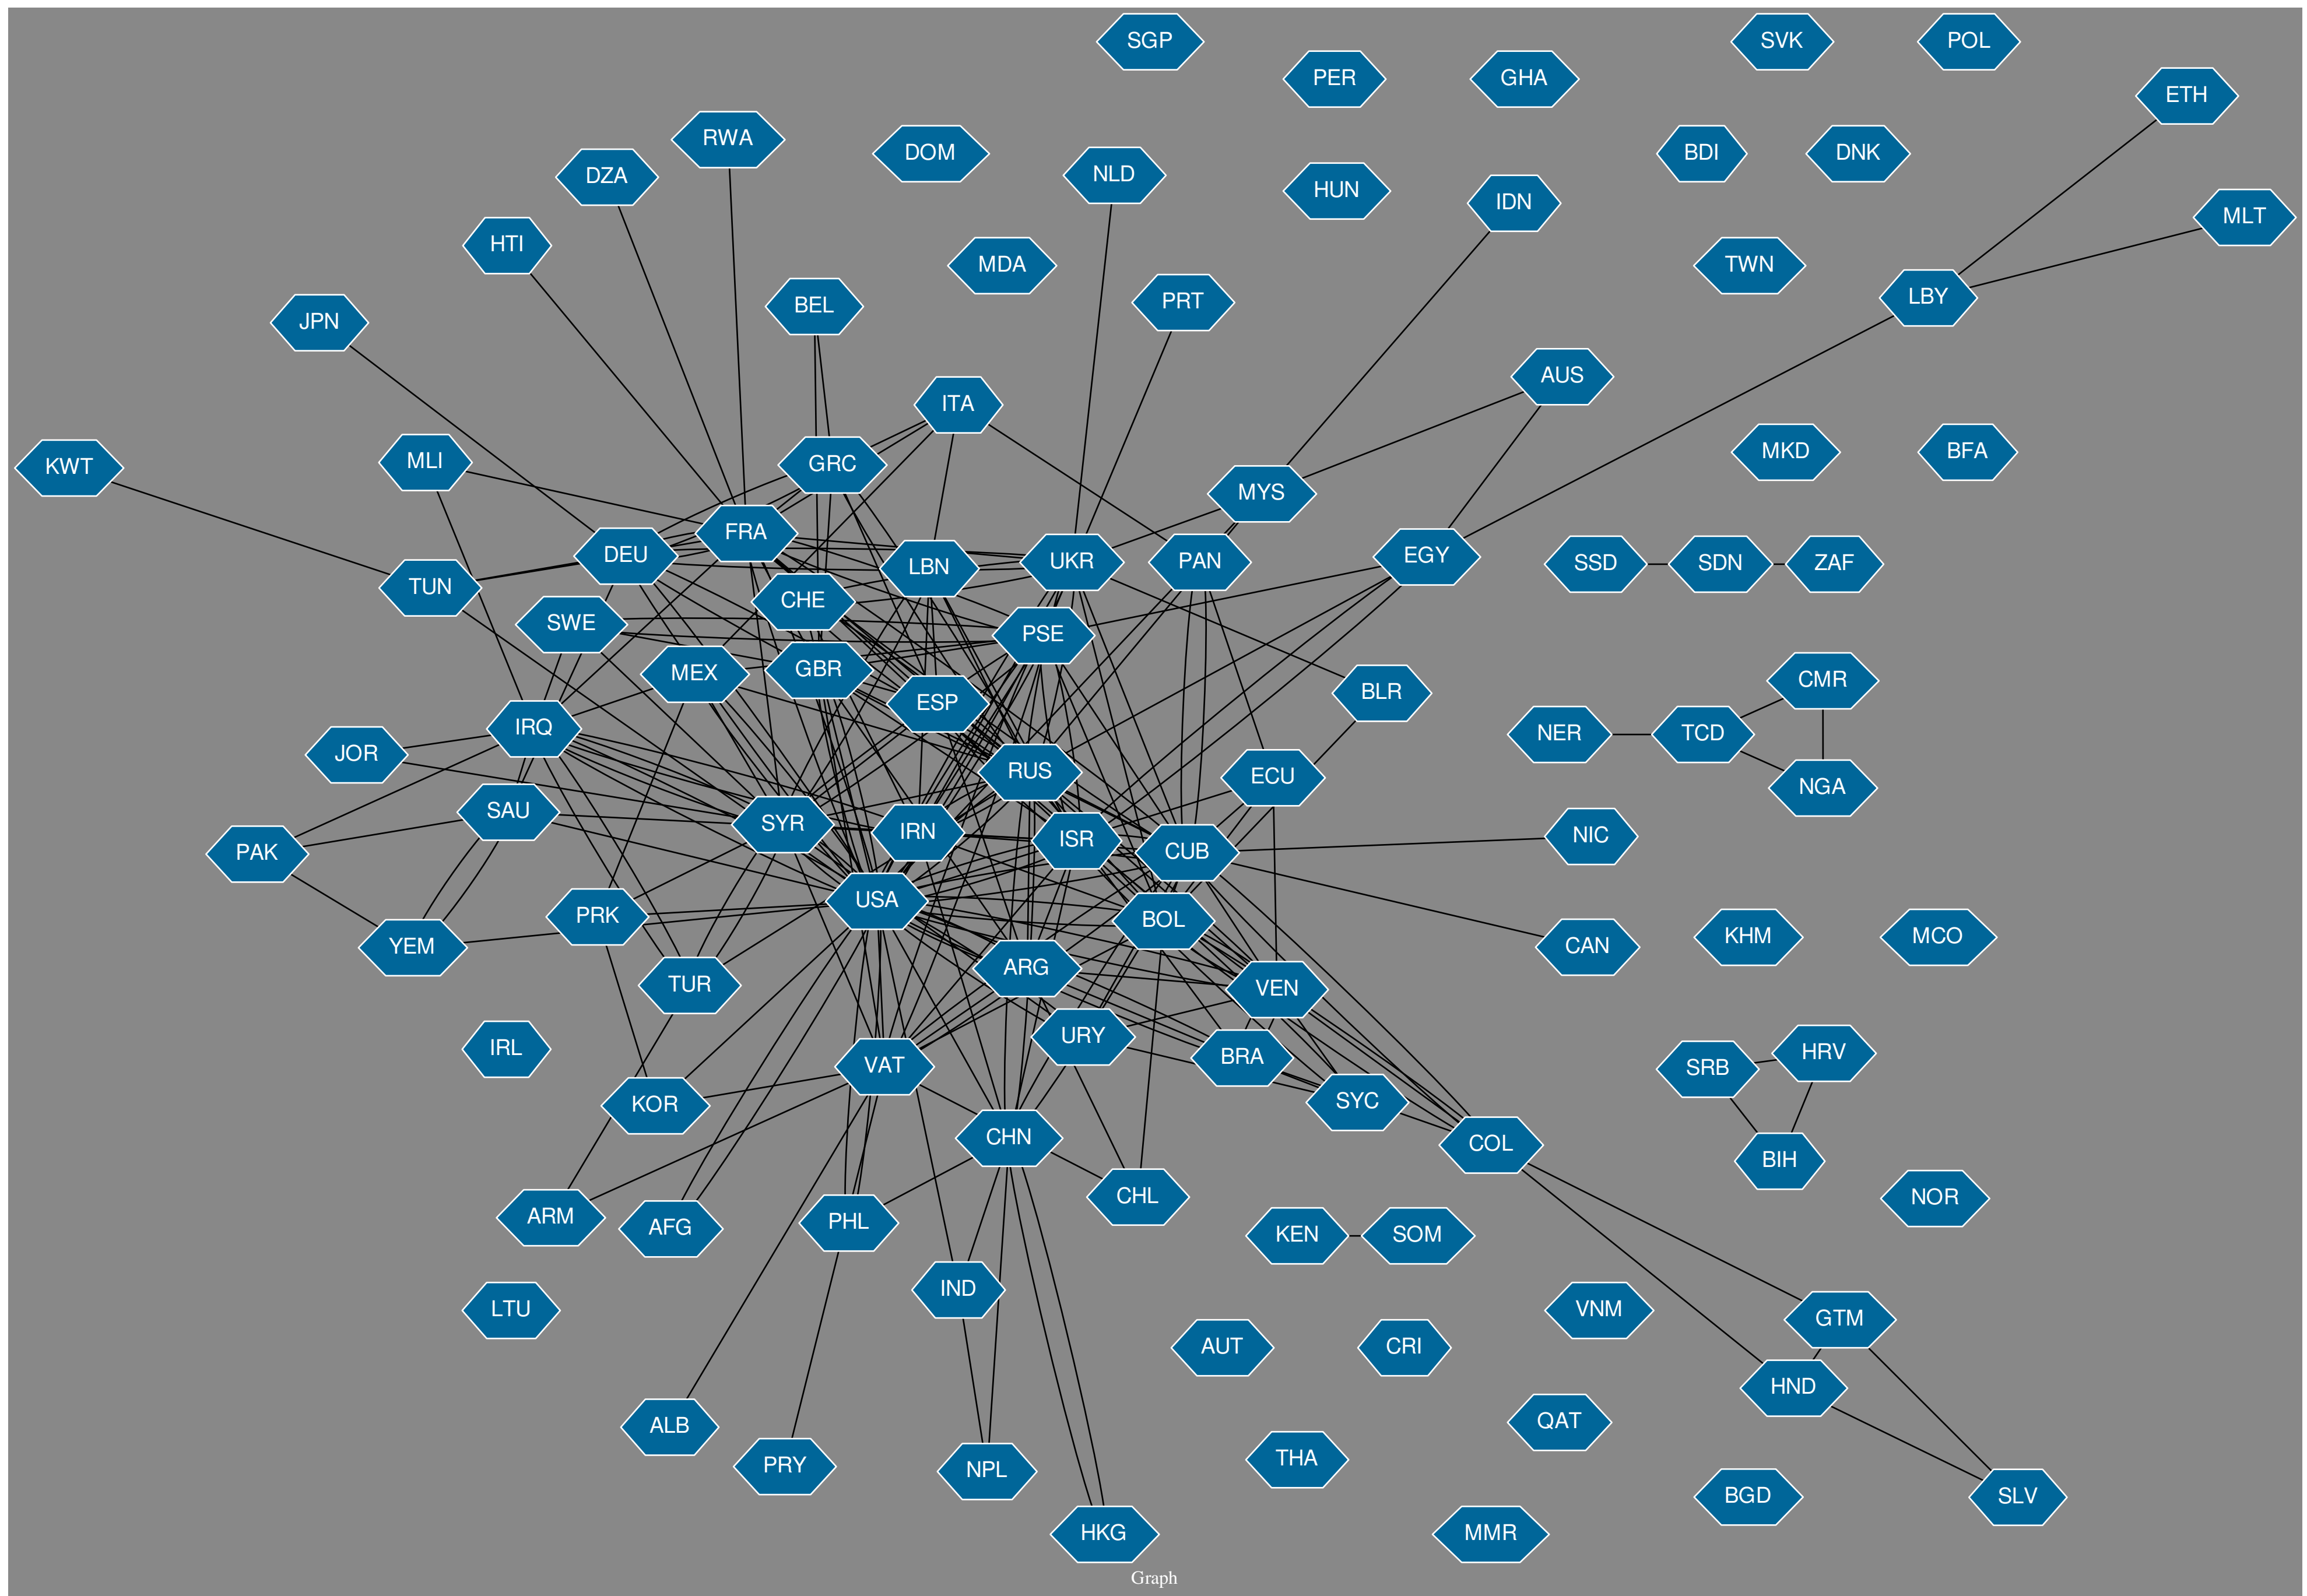 SGP
SVK
POL
PER
GHA
ETH
RWA
DOM
BDI
DNK
DZA
NLD
HUN
IDN
MLT
HTI
MDA
TWN
BEL
PRT
LBY
JPN
AUS
ITA
MKD
BFA
KWT
MLI
GRC
MYS
FRA
DEU
LBN
UKR
PAN
EGY
SSD
SDN
ZAF
TUN
CHE
SWE
PSE
MEX
GBR
BLR
CMR
ESP
IRQ
NER
TCD
JOR
RUS
ECU
NGA
SAU
SYR
IRN
ISR
CUB
NIC
PAK
USA
PRK
BOL
YEM
CAN
KHM
MCO
TUR
ARG
VEN
IRL
VAT
URY
BRA
SRB
HRV
KOR
SYC
CHN
COL
BIH
ARM
AFG
PHL
CHL
NOR
KEN
SOM
IND
LTU
VNM
GTM
AUT
CRI
HND
ALB
QAT
PRY
NPL
THA
BGD
SLV
HKG
MMR
Graph